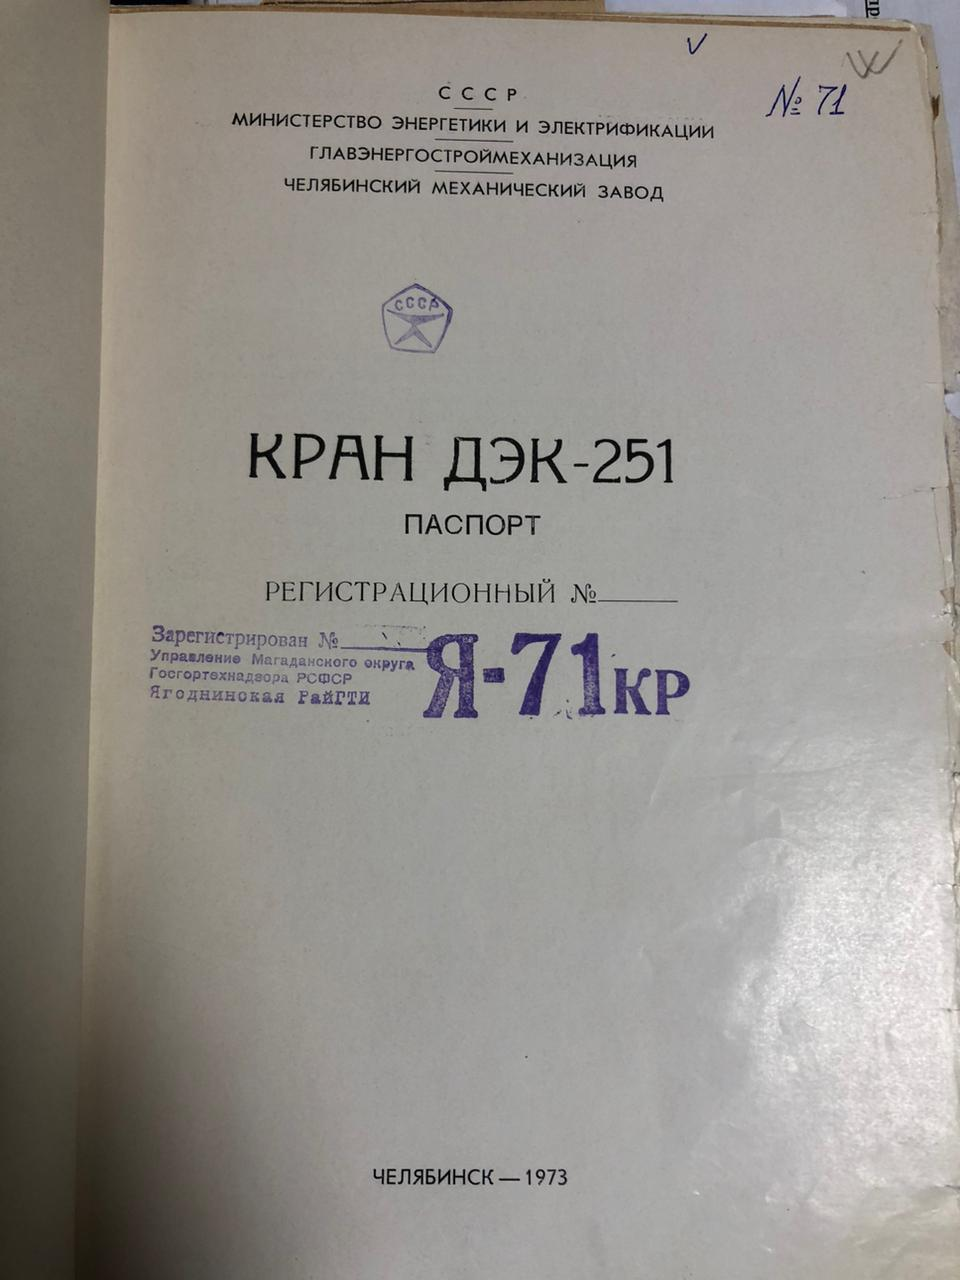 № 71
СССР
МИНИСТЕРСТВО ЭНЕРГЕТИКИ И ЭЛЕКТРИФИКАЦИИ
ГЛАВЭНЕРГОСТРОЙМЕХАНИЗАЦИЯ
ЧЕЛЯБИНСКИЙ МЕХАНИЧЕСКИЙ ЗАВОД
СССР
КРАН ДЭК-251
ПАСПОРТ
РЕГИСТРАЦИОННЫЙ №
Зарегистрирован №
Управление Магаданского округа
Госгортехнадзора РСФСР
Ягоднинская РайГТИ
Я-71кр
ЧЕЛЯБИНСК — 1973